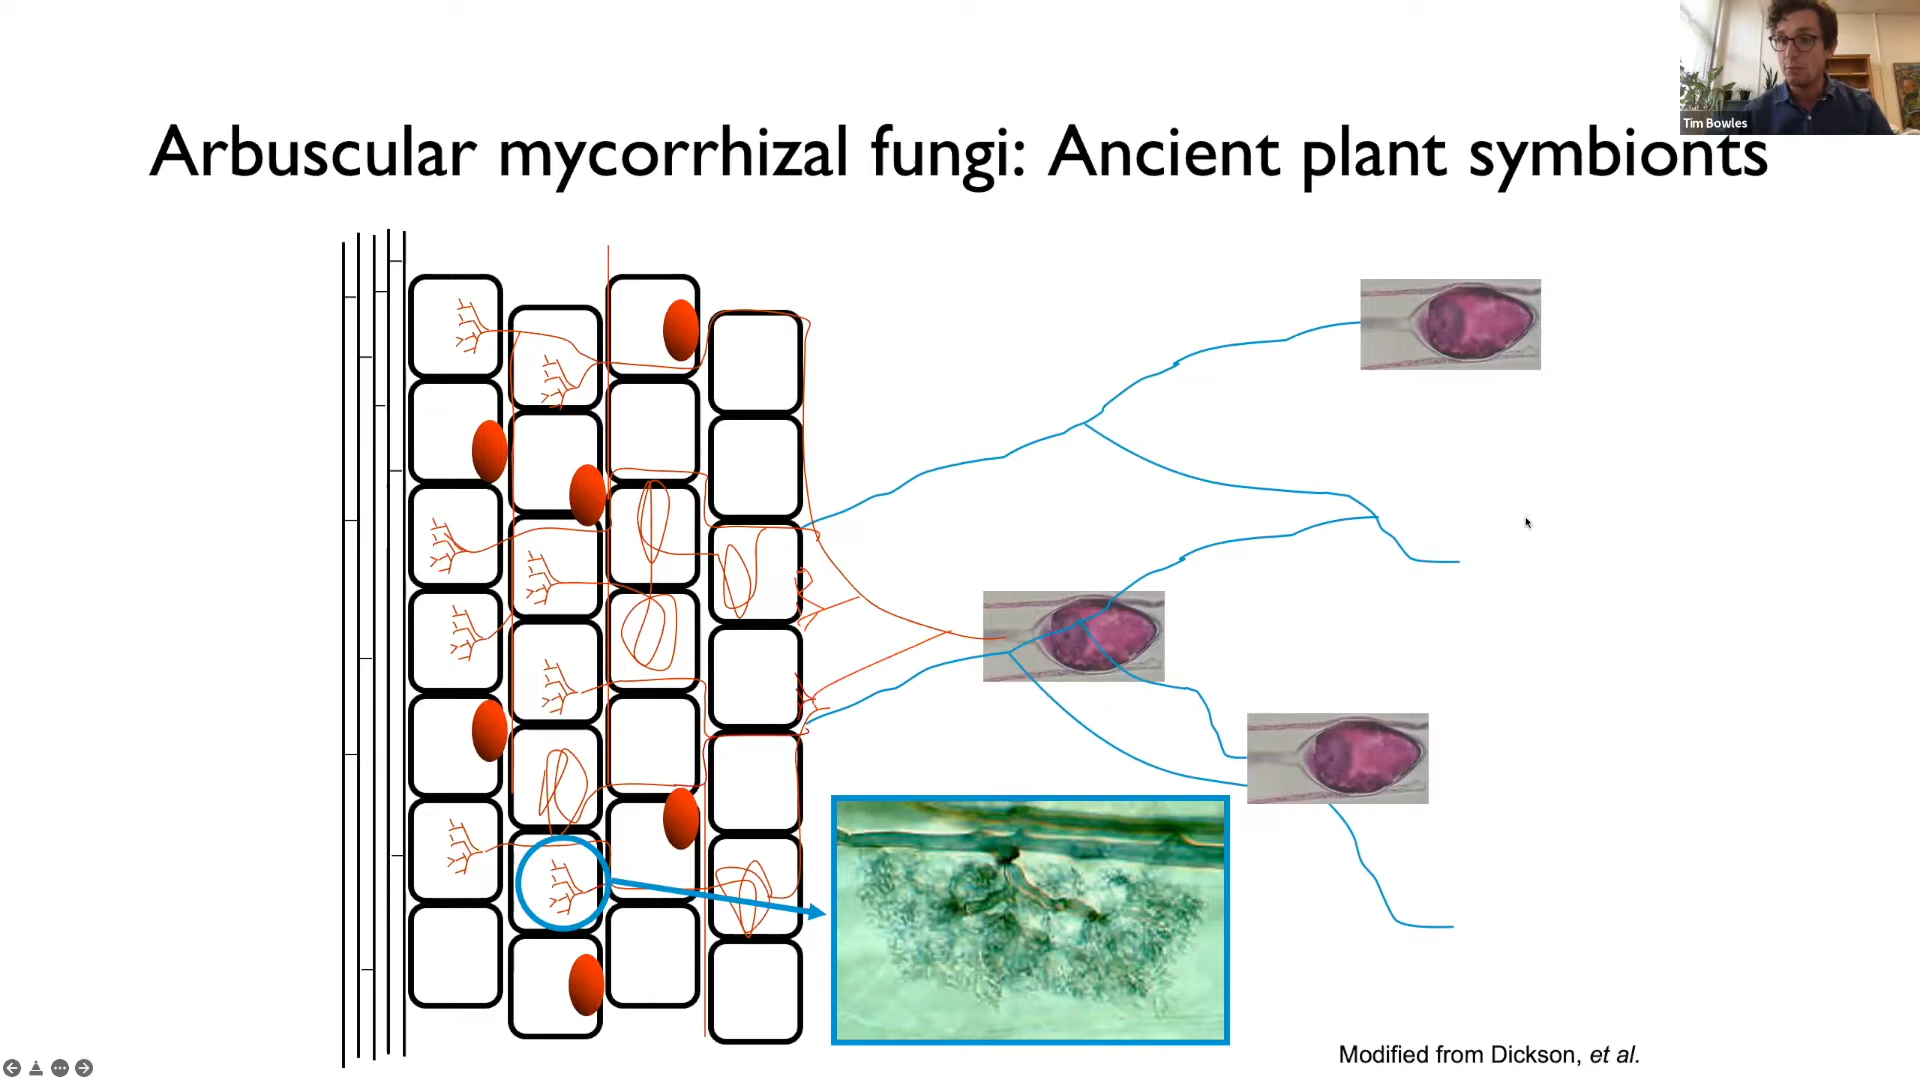 Tim Bowles
Arbuscular mycorrhizal fungi: Ancient plant symbionts
Modified from Dickson, et al.